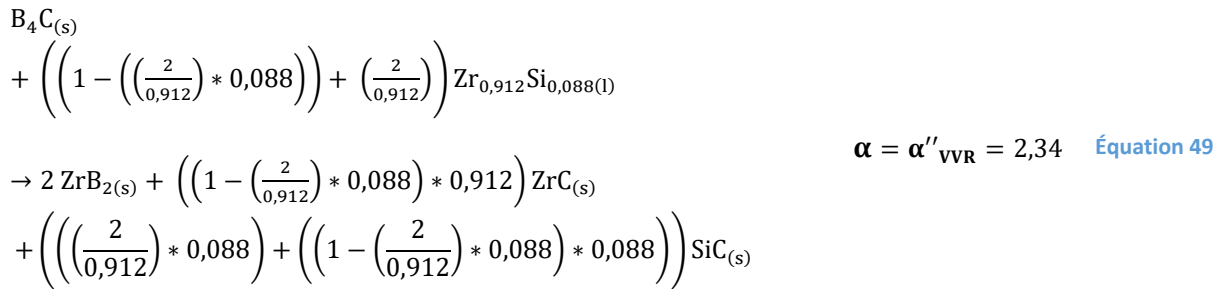 B₄C₍ₛ₎
+ ((1 − ((2/0,912) * 0,088)) + (2/0,912)) Zr₀,₉₁₂Si₀,₀₈₈₍ₗ₎
→ 2 ZrB₂₍ₛ₎ + ((1 − (2/0,912) * 0,088) * 0,912) ZrC₍ₛ₎
+ (((2/0,912) * 0,088) + ((1 − (2/0,912) * 0,088) * 0,088)) SiC₍ₛ₎
α = α′′VVR = 2,34 Équation 49